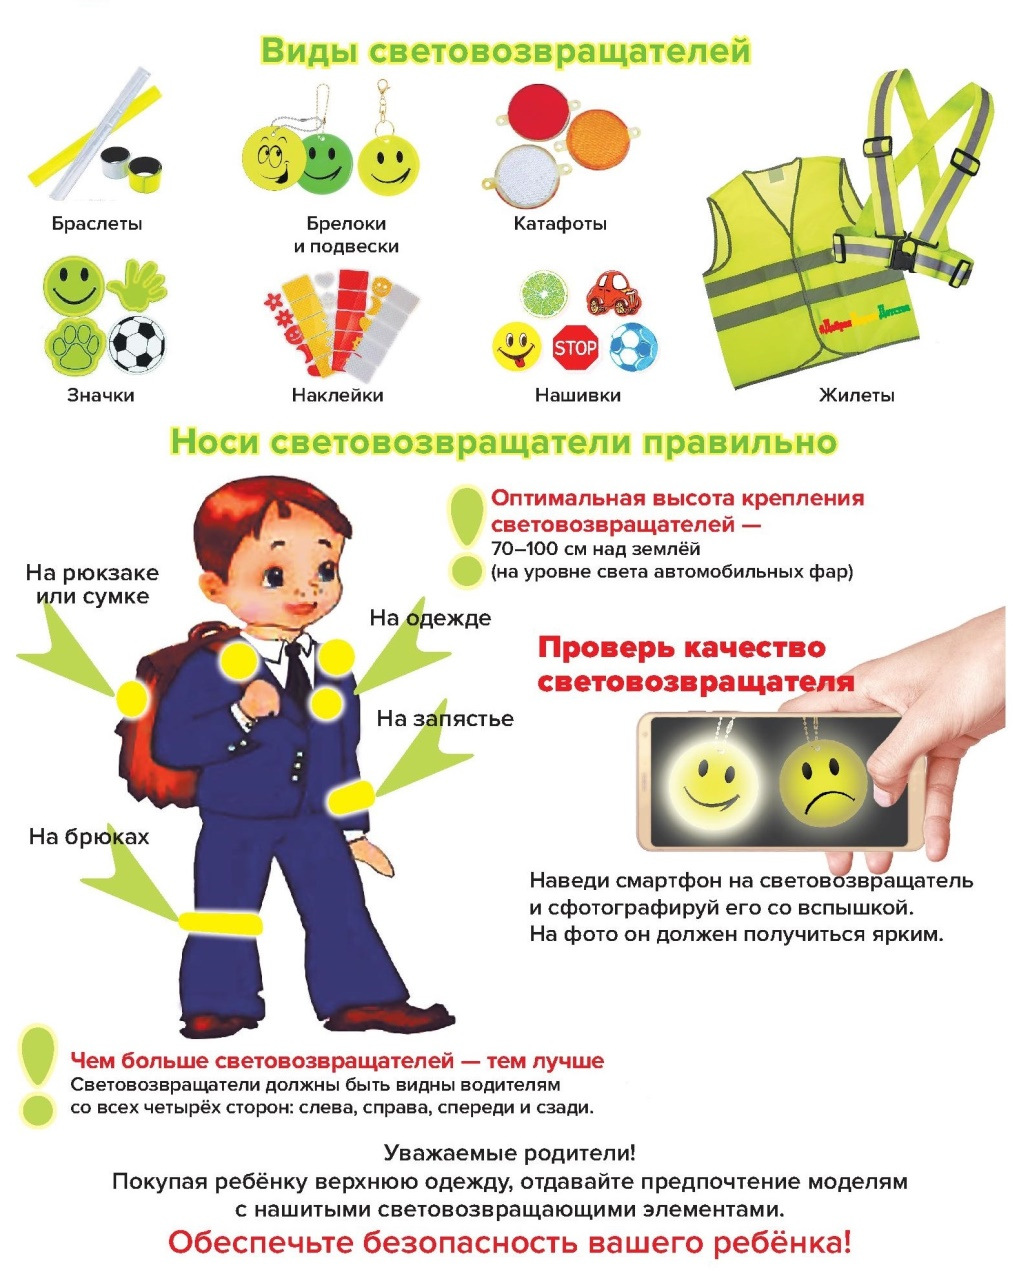 Виды световозвращателей
Браслеты
Брелоки
и подвески
Катафоты
Значки
Наклейки
STOP
Нашивки
Жилеты
Носи световозвращатели правильно
Оптимальная высота крепления
световозвращателей —
70–100 см над землёй
(на уровне света автомобильных фар)
На рюкзаке
или сумке
На одежде
На запястье
На брюках
Проверь качество
световозвращателя
Наведи смартфон на световозвращатель
и сфотографируй его со вспышкой.
На фото он должен получиться ярким.
Чем больше световозвращателей — тем лучше
Световозвращатели должны быть видны водителям
со всех четырёх сторон: слева, справа, спереди и сзади.
Уважаемые родители!
Покупая ребёнку верхнюю одежду, отдавайте предпочтение моделям
с нашитыми световозвращающими элементами.
Обеспечьте безопасность вашего ребёнка!